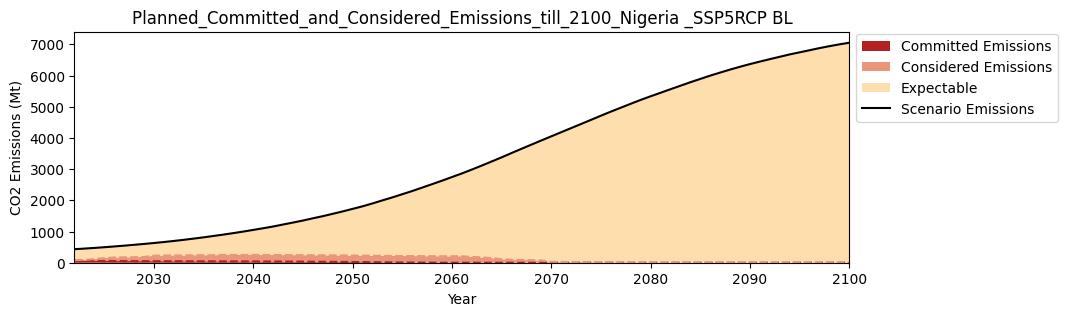 Planned_Committed_and_Considered_Emissions_till_2100_Nigeria _SSP5RCP BL
7000
6000
5000
4000
3000
2000
1000
0
CO2 Emissions (Mt)
2030 2040 2050 2060 2070 2080 2090 2100
Year
Committed Emissions
Considered Emissions
Expectable
Scenario Emissions